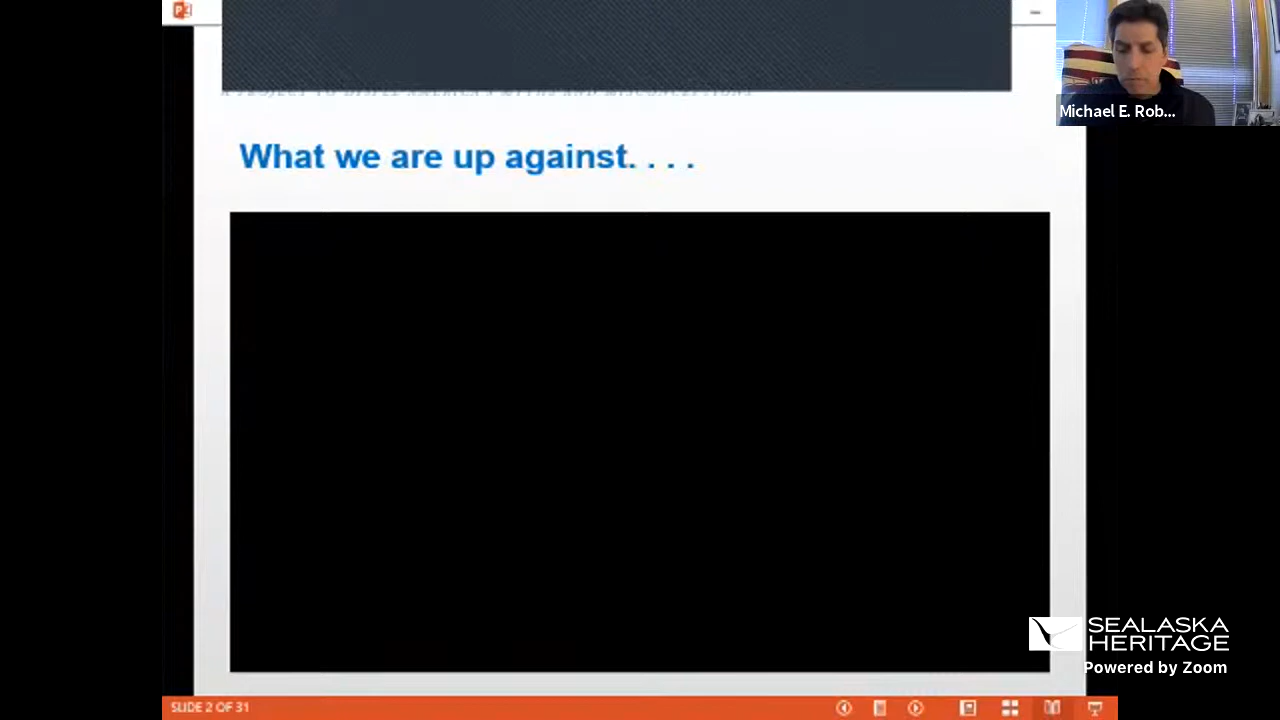 Michael E. Rob...
What we are up against. . . .
SEALASKA
HERITAGE
Powered by Zoom
SLIDE 2 OF 31